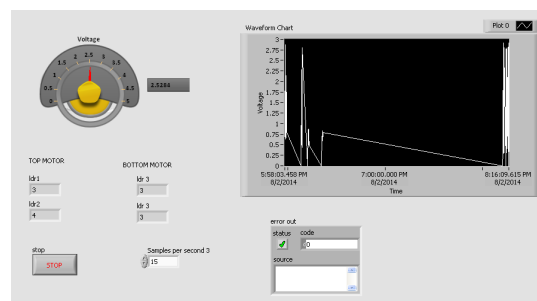 Waveform Chart
Plot 0
Voltage
0
0.5
1
1.5
2
2.5
3
3.5
4
4.5
5
2.5284
Voltage
3
2.75
2.5
2.25
2
1.75
1.5
1.25
1
0.75
0.5
0.25
0
5:58:03.458 PM
8/2/2014
7:00:00.000 PM
8/2/2014
8:16:09.615 PM
8/2/2014
Time
TOP MOTOR
BOTTOM MOTOR
ldr1
3
ldr 3
3
ldr2
4
ldr 3
3
stop
STOP
Samples per second 3
15
error out
status
code
0
source